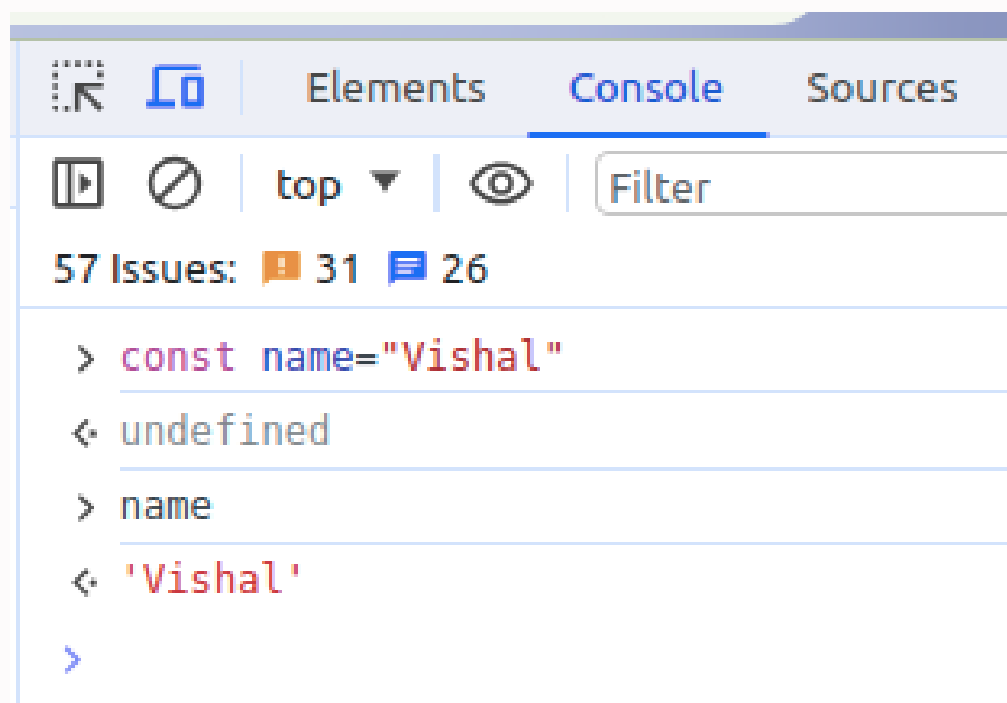 Elements Console Sources
top Filter
57 Issues: 31 26
> const name="Vishal"
undefined
> name
'Vishal'
>